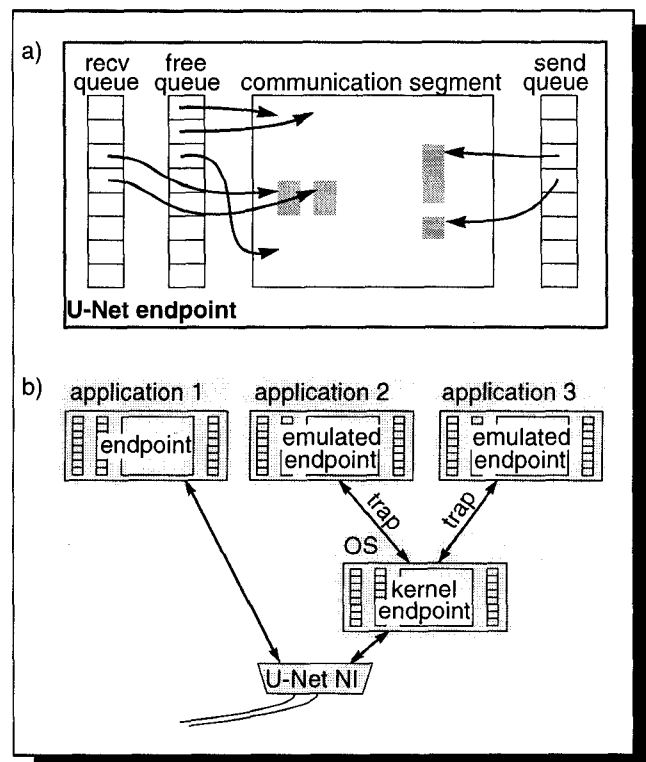 a)
recv queue
free queue
communication segment
send queue
U-Net endpoint
b)
application 1
application 2
application 3
endpoint
emulated endpoint
emulated endpoint
trap
trap
OS
kernel endpoint
U-Net NI